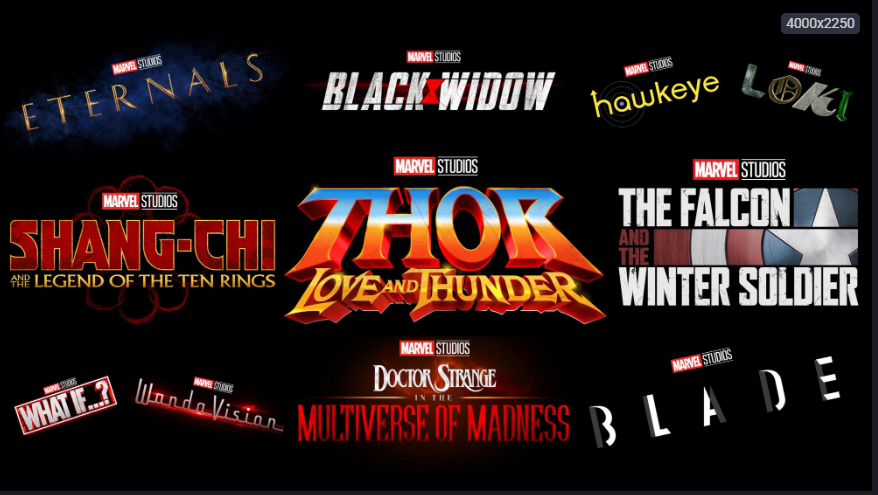 4000x2250
MARVEL STUDIOS
ETERNALS
MARVEL STUDIOS
BLACK WIDOW
MARVEL STUDIOS
hawkeye
MARVEL STUDIOS
LOKI
MARVEL STUDIOS
SHANG-CHI
AND THE LEGEND OF THE TEN RINGS
MARVEL STUDIOS
THOR
LOVE AND THUNDER
MARVEL STUDIOS
THE FALCON
AND
THE
WINTER SOLDIER
MARVEL STUDIOS
WHAT IF...?
MARVEL STUDIOS
WandaVision
MARVEL STUDIOS
DOCTOR STRANGE
IN THE
MULTIVERSE OF MADNESS
MARVEL STUDIOS
BLADE